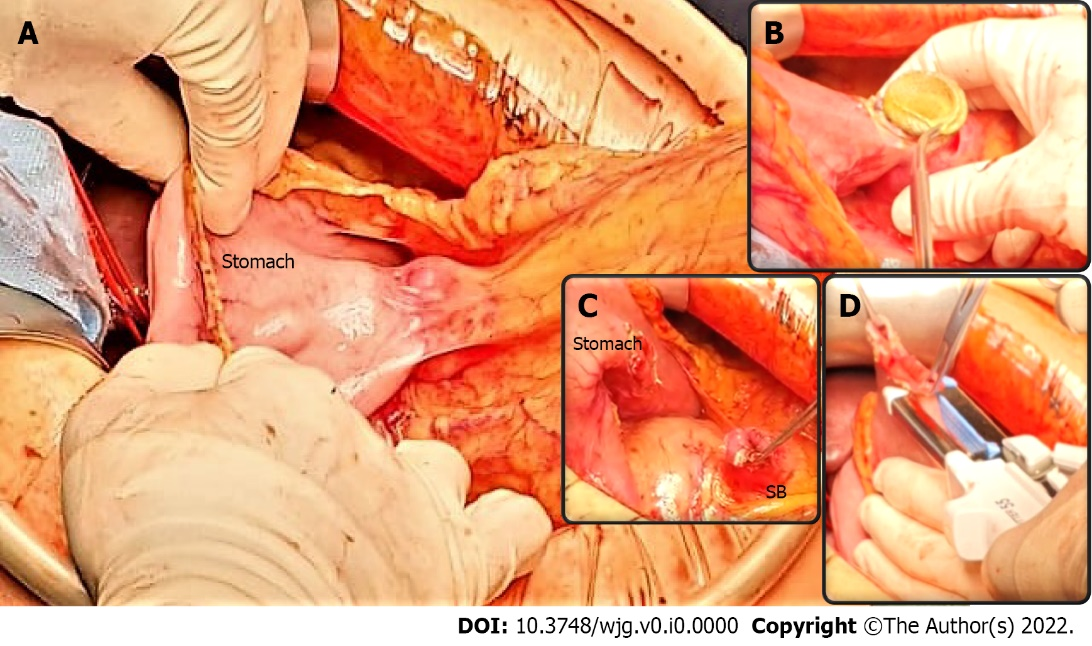 A
Stomach
B
C
Stomach
SB
D
DOI: 10.3748/wjg.v0.i0.0000 Copyright ©The Author(s) 2022.